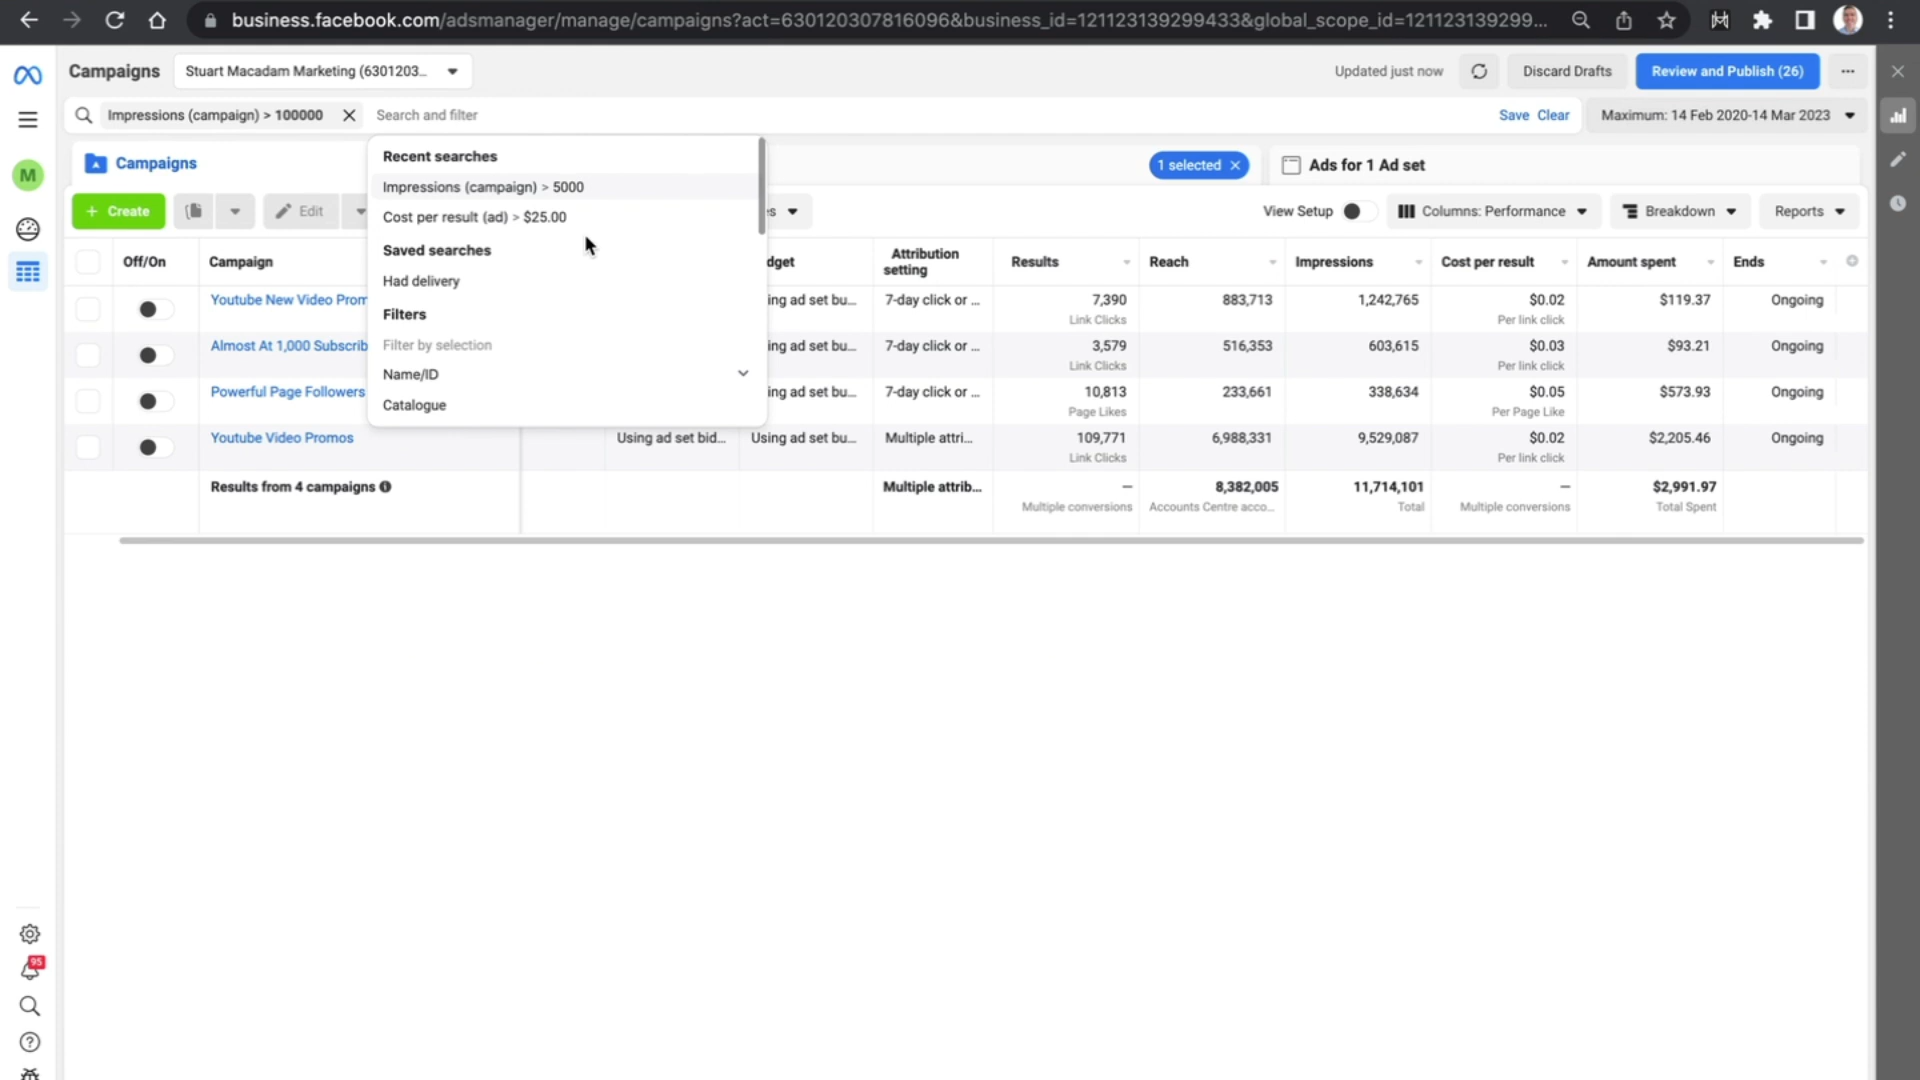 business.facebook.com/adsmanager/manage/campaigns?act=630120307816096&business_id=121123139299433&global_scope_id=121123139299...
Campaigns
Stuart Macadam Marketing (6301203...
Updated just now
Discard Drafts
Review and Publish (26)
Impressions (campaign) > 100000
Search and filter
Save
Clear
Maximum: 14 Feb 2020-14 Mar 2023
Campaigns
1 selected
Ads for 1 Ad set
Recent searches
Impressions (campaign) > 5000
Cost per result (ad) > $25.00
Saved searches
Had delivery
Filters
Filter by selection
Name/ID
Catalogue
M
+ Create
Edit
s
View Setup
Columns: Performance
Breakdown
Reports
Off/On
Campaign
dget
Attribution
setting
Results
Reach
Impressions
Cost per result
Amount spent
Ends
Youtube New Video Prom
ing ad set bu...
7-day click or ...
7,390
Link Clicks
883,713
1,242,765
$0.02
Per link click
$119.37
Ongoing
Almost At 1,000 Subscrib
ing ad set bu...
7-day click or ...
3,579
Link Clicks
516,353
603,615
$0.03
Per link click
$93.21
Ongoing
Powerful Page Followers
ing ad set bu...
7-day click or ...
10,813
Page Likes
233,661
338,634
$0.05
Per Page Like
$573.93
Ongoing
Youtube Video Promos
Using ad set bid...
Using ad set bu...
Multiple attri...
109,771
Link Clicks
6,988,331
9,529,087
$0.02
Per link click
$2,205.46
Ongoing
Results from 4 campaigns
Multiple attrib...
—
Multiple conversions
8,382,005
Accounts Centre acco...
11,714,101
Total
—
Multiple conversions
$2,991.97
Total Spent
95